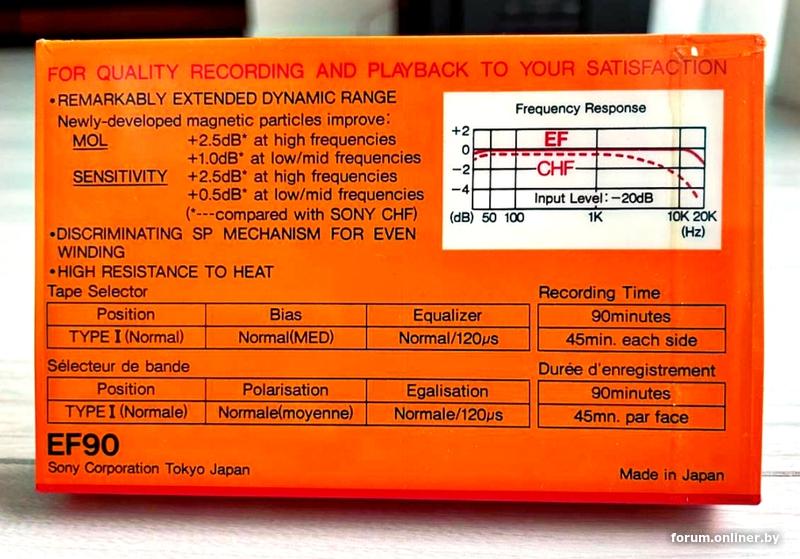 FOR QUALITY RECORDING AND PLAYBACK TO YOUR SATISFACTION
•REMARKABLY EXTENDED DYNAMIC RANGE
Newly-developed magnetic particles improve:
MOL +2.5dB* at high frequencies
+1.0dB* at low/mid frequencies
SENSITIVITY +2.5dB* at high frequencies
+0.5dB* at low/mid frequencies
(*---compared with SONY CHF)
•DISCRIMINATING SP MECHANISM FOR EVEN
WINDING
•HIGH RESISTANCE TO HEAT
Frequency Response
+2
EF
0
CHF
-2
-4
Input Level: -20dB
(dB) 50 100 1K 10K 20K
(Hz)
Tape Selector
Position Bias Equalizer
TYPE I (Normal) Normal(MED) Normal/120μs
Recording Time
90minutes
45min. each side
Sélecteur de bande
Position Polarisation Egalisation
TYPE I (Normale) Normale(moyenne) Normale/120μs
Durée d'enregistrement
90minutes
45mn. par face
EF90
Sony Corporation Tokyo Japan
Made in Japan
forum.onliner.by